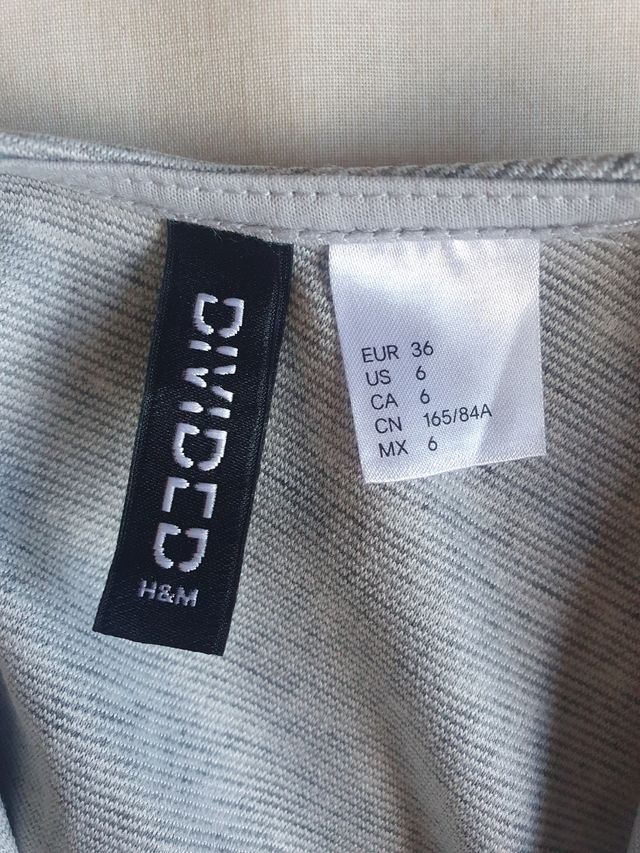 DIVIDED
H&M
EUR 36
US 6
CA 6
CN 165/84A
MX 6